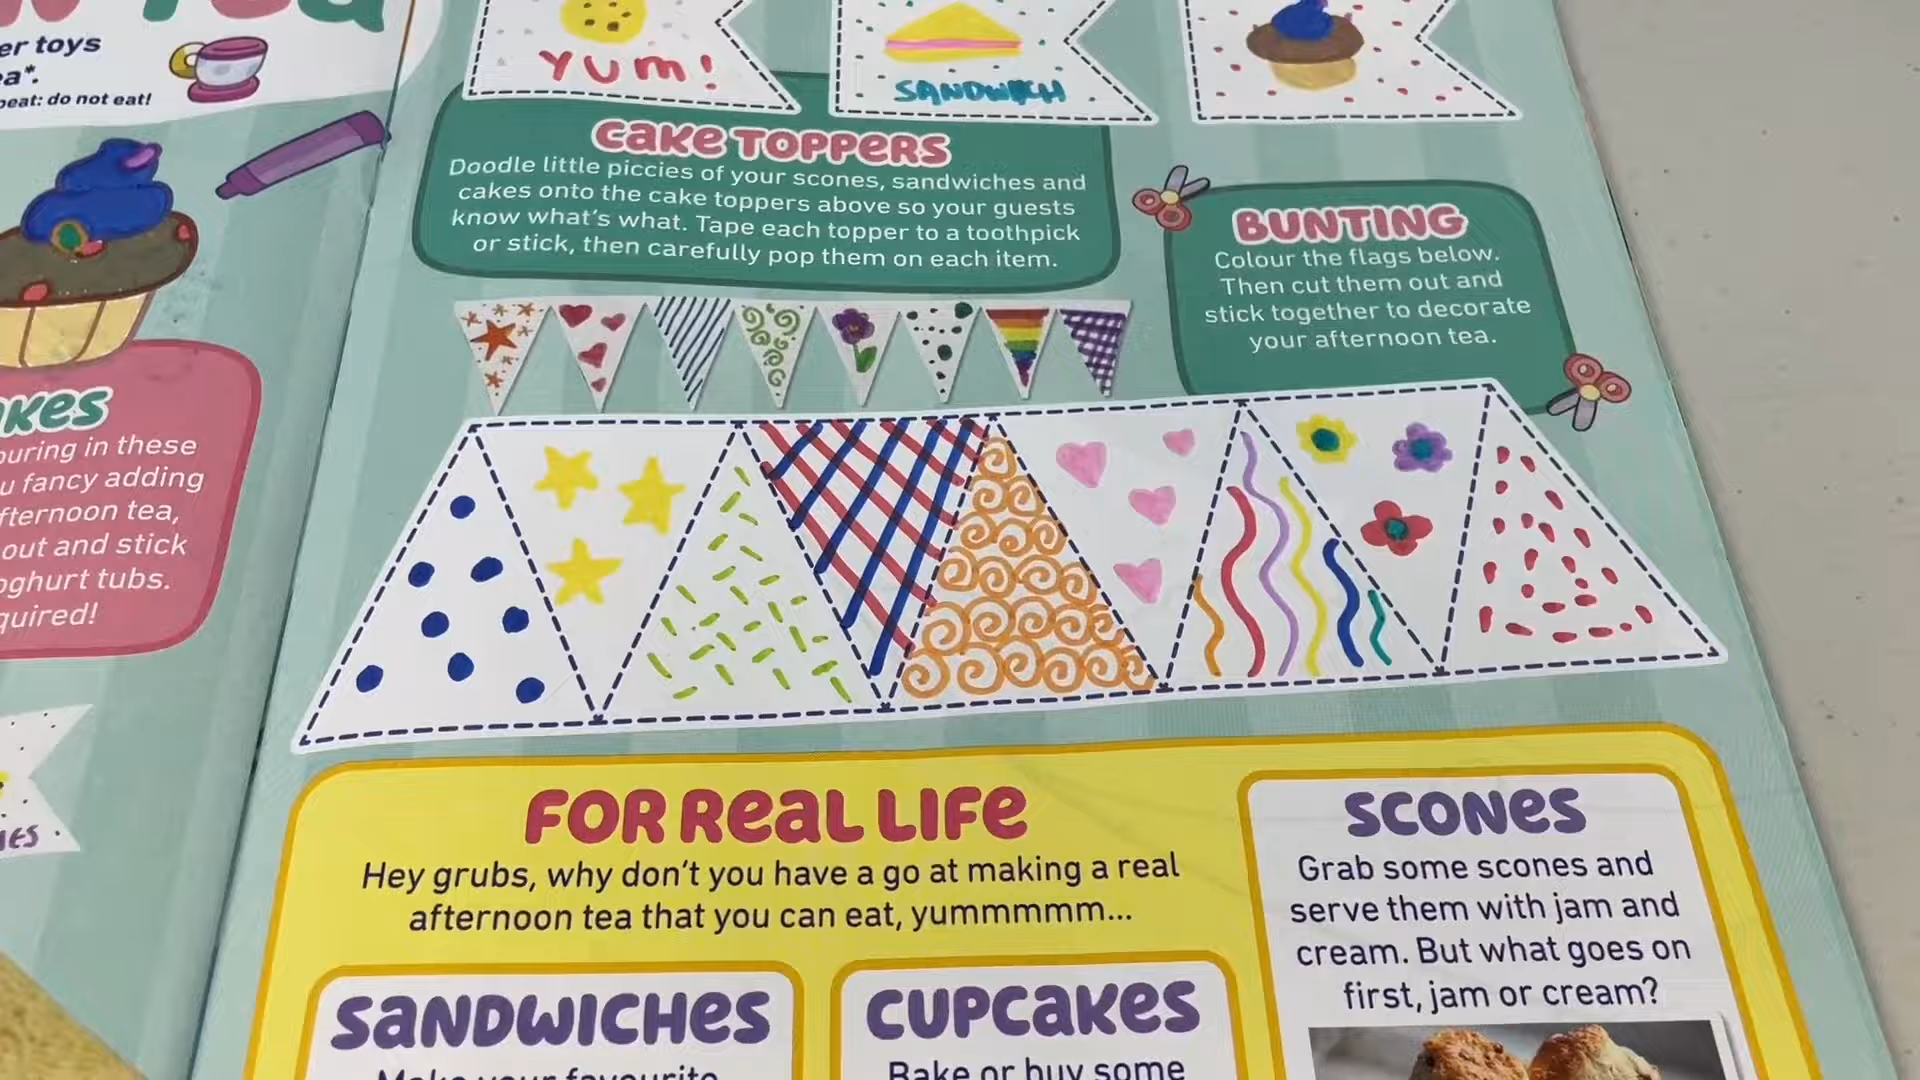 er toys
ea*.
peat: do not eat!
YUM!
SANDWICH
CAKE TOPPERS
Doodle little piccies of your scones, sandwiches and
cakes onto the cake toppers above so your guests
know what's what. Tape each topper to a toothpick
or stick, then carefully pop them on each item.
BUNTING
Colour the flags below.
Then cut them out and
stick together to decorate
your afternoon tea.
AKES
ouring in these
u fancy adding
fternoon tea,
out and stick
oghurt tubs.
quired!
FOR REAL LIFE
Hey grubs, why don't you have a go at making a real
afternoon tea that you can eat, yummmmm...
SCONES
Grab some scones and
serve them with jam and
cream. But what goes on
first, jam or cream?
SANDWICHES
Make your favourite
CUPCAKES
Bake or buy some